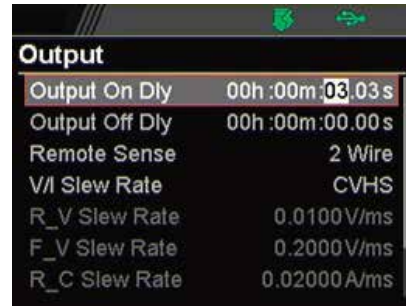 Output
Output On Dly 00h :00m :03.03 s
Output Off Dly 00h :00m :00.00 s
Remote Sense 2 Wire
V/I Slew Rate CVHS
R_V Slew Rate 0.0100V/ms
F_V Slew Rate 0.2000V/ms
R_C Slew Rate 0.02000A/ms